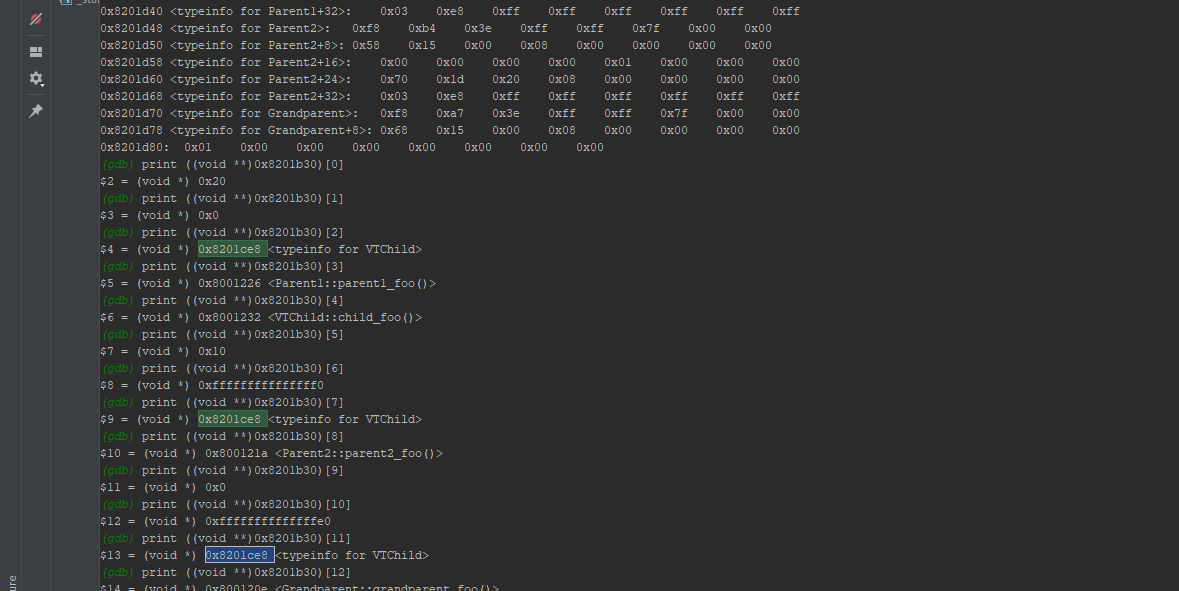 0x8201d40 <typeinfo for Parent1+32>: 0x03 0xe8 0xff 0xff 0xff 0xff 0xff 0xff
0x8201d48 <typeinfo for Parent2>: 0xf8 0xb4 0x3e 0xff 0xff 0x7f 0x00 0x00
0x8201d50 <typeinfo for Parent2+8>: 0x58 0x15 0x00 0x08 0x00 0x00 0x00 0x00
0x8201d58 <typeinfo for Parent2+16>: 0x00 0x00 0x00 0x00 0x01 0x00 0x00 0x00
0x8201d60 <typeinfo for Parent2+24>: 0x70 0x1d 0x20 0x08 0x00 0x00 0x00 0x00
0x8201d68 <typeinfo for Parent2+32>: 0x03 0xe8 0xff 0xff 0xff 0xff 0xff 0xff
0x8201d70 <typeinfo for Grandparent>: 0xf8 0xa7 0x3e 0xff 0xff 0x7f 0x00 0x00
0x8201d78 <typeinfo for Grandparent+8>: 0x68 0x15 0x00 0x08 0x00 0x00 0x00 0x00
0x8201d80: 0x01 0x00 0x00 0x00 0x00 0x00 0x00 0x00
(gdb) print ((void **)0x8201b30)[0]
$2 = (void *) 0x20
(gdb) print ((void **)0x8201b30)[1]
$3 = (void *) 0x0
(gdb) print ((void **)0x8201b30)[2]
$4 = (void *) 0x8201ce8 <typeinfo for VTChild>
(gdb) print ((void **)0x8201b30)[3]
$5 = (void *) 0x8001226 <Parent1::parent1_foo()>
(gdb) print ((void **)0x8201b30)[4]
$6 = (void *) 0x8001232 <VTChild::child_foo()>
(gdb) print ((void **)0x8201b30)[5]
$7 = (void *) 0x10
(gdb) print ((void **)0x8201b30)[6]
$8 = (void *) 0xfffffffffffffff0
(gdb) print ((void **)0x8201b30)[7]
$9 = (void *) 0x8201ce8 <typeinfo for VTChild>
(gdb) print ((void **)0x8201b30)[8]
$10 = (void *) 0x800121a <Parent2::parent2_foo()>
(gdb) print ((void **)0x8201b30)[9]
$11 = (void *) 0x0
(gdb) print ((void **)0x8201b30)[10]
$12 = (void *) 0xffffffffffffffe0
(gdb) print ((void **)0x8201b30)[11]
$13 = (void *) 0x8201ce8 <typeinfo for VTChild>
(gdb) print ((void **)0x8201b30)[12]
$14 = (void *) 0x800120e <Grandparent::grandparent_foo()>